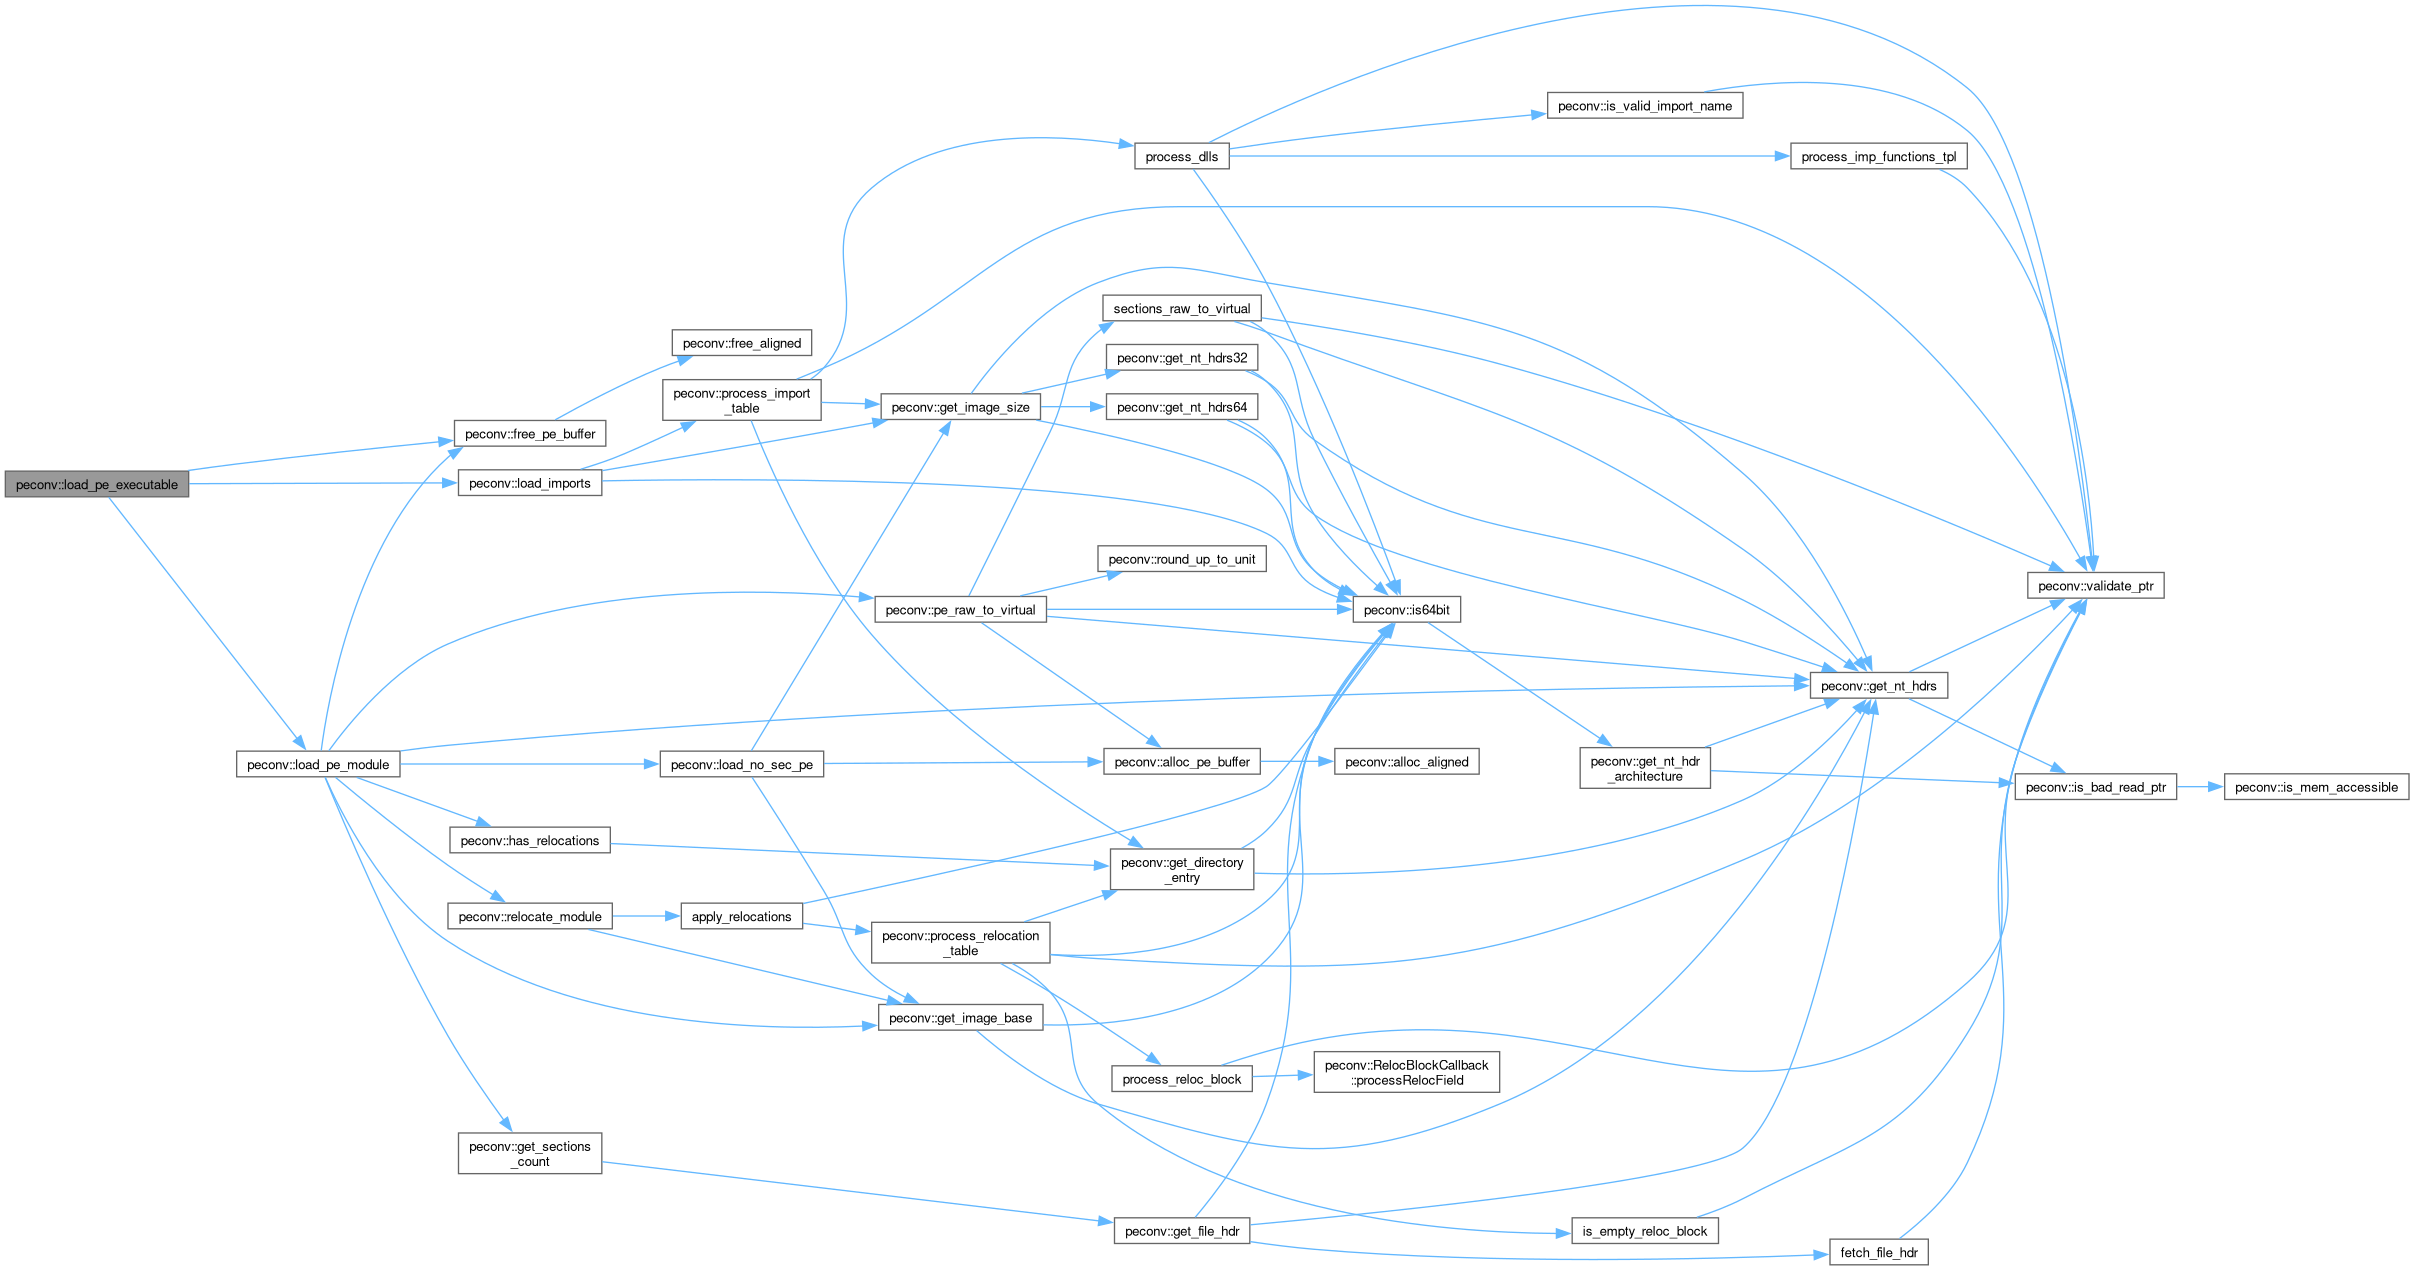 peconv::load_pe_executable
peconv::free_pe_buffer
peconv::load_imports
peconv::load_pe_module
peconv::has_relocations
peconv::relocate_module
peconv::get_sections
_count
peconv::free_aligned
peconv::process_import
_table
peconv::load_no_sec_pe
apply_relocations
peconv::get_image_size
peconv::pe_raw_to_virtual
peconv::process_relocation
_table
peconv::get_image_base
process_dlls
sections_raw_to_virtual
peconv::get_nt_hdrs32
peconv::get_nt_hdrs64
peconv::round_up_to_unit
peconv::alloc_pe_buffer
peconv::get_directory
_entry
process_reloc_block
peconv::get_file_hdr
peconv::is64bit
peconv::alloc_aligned
peconv::RelocBlockCallback
::processRelocField
peconv::is_valid_import_name
peconv::get_nt_hdr
_architecture
is_empty_reloc_block
process_imp_functions_tpl
peconv::get_nt_hdrs
fetch_file_hdr
peconv::validate_ptr
peconv::is_bad_read_ptr
peconv::is_mem_accessible